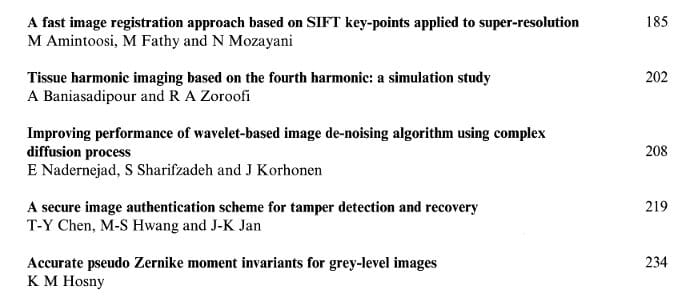 A fast image registration approach based on SIFT key-points applied to super-resolution 185
M Amintoosi, M Fathy and N Mozayani
Tissue harmonic imaging based on the fourth harmonic: a simulation study 202
A Baniasadipour and R A Zoroofi
Improving performance of wavelet-based image de-noising algorithm using complex
diffusion process 208
E Nadernejad, S Sharifzadeh and J Korhonen
A secure image authentication scheme for tamper detection and recovery 219
T-Y Chen, M-S Hwang and J-K Jan
Accurate pseudo Zernike moment invariants for grey-level images 234
K M Hosny